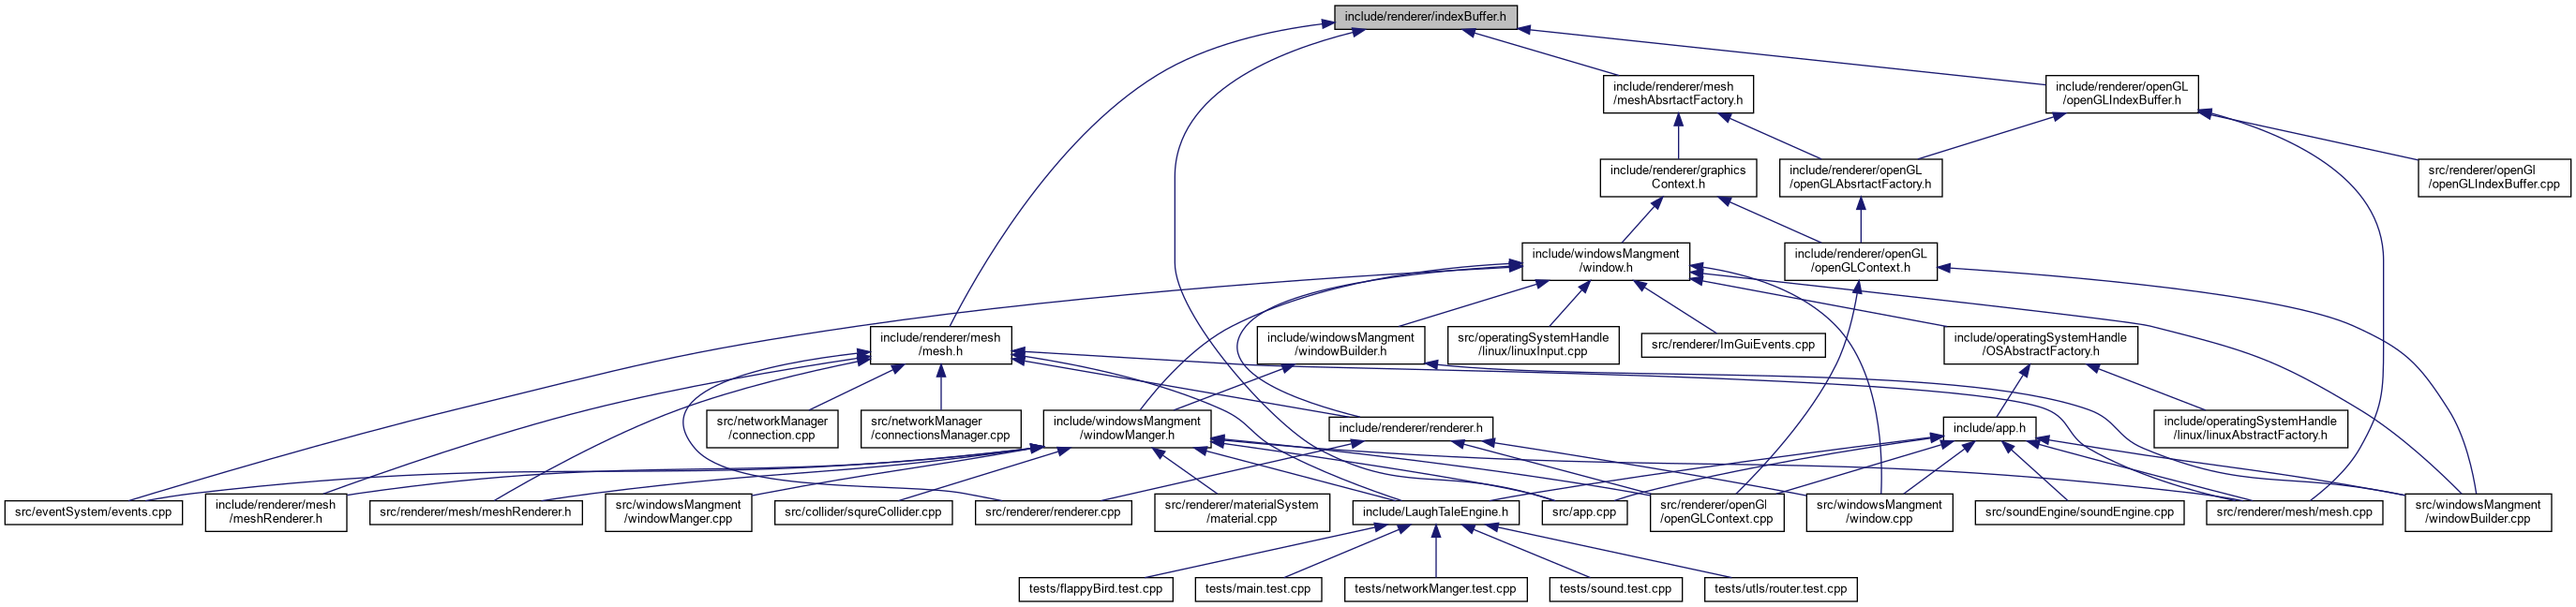 include/renderer/indexBuffer.h
include/renderer/mesh
/meshAbsrtactFactory.h
include/renderer/openGL
/openGLIndexBuffer.h
include/renderer/graphics
Context.h
include/renderer/openGL
/openGLAbsrtactFactory.h
src/renderer/openGl
/openGLIndexBuffer.cpp
include/windowsMangment
/window.h
include/renderer/openGL
/openGLContext.h
include/renderer/mesh
/mesh.h
include/windowsMangment
/windowBuilder.h
src/operatingSystemHandle
/linux/linuxInput.cpp
src/renderer/ImGuiEvents.cpp
include/operatingSystemHandle
/OSAbstractFactory.h
src/networkManager
/connection.cpp
src/networkManager
/connectionsManager.cpp
include/windowsMangment
/windowManger.h
include/renderer/renderer.h
include/app.h
include/operatingSystemHandle
/linux/linuxAbstractFactory.h
src/eventSystem/events.cpp
include/renderer/mesh
/meshRenderer.h
src/renderer/mesh/meshRenderer.h
src/windowsMangment
/windowManger.cpp
src/collider/squreCollider.cpp
src/renderer/renderer.cpp
src/renderer/materialSystem
/material.cpp
include/LaughTaleEngine.h
src/app.cpp
src/renderer/openGl
/openGLContext.cpp
src/windowsMangment
/window.cpp
src/soundEngine/soundEngine.cpp
src/renderer/mesh/mesh.cpp
src/windowsMangment
/windowBuilder.cpp
tests/flappyBird.test.cpp
tests/main.test.cpp
tests/networkManger.test.cpp
tests/sound.test.cpp
tests/utls/router.test.cpp